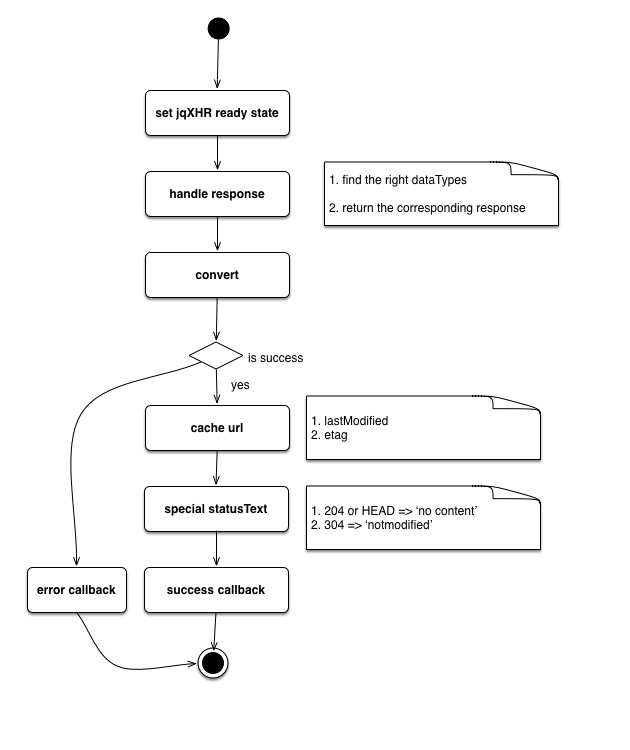 set jqXHR ready state
handle response
1. find the right dataTypes
2. return the corresponding response
convert
is success
yes
cache url
1. lastModified
2. etag
special statusText
1. 204 or HEAD => ‘no content’
2. 304 => ‘notmodified’
error callback
success callback